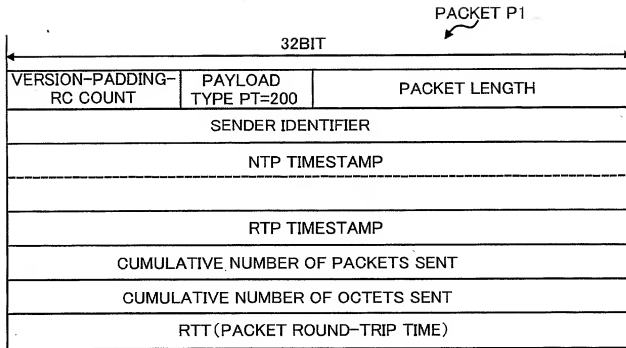 PACKET P1
32BIT
VERSION-PADDING-
RC COUNT
PAYLOAD
TYPE PT=200
PACKET LENGTH
SENDER IDENTIFIER
NTP TIMESTAMP
RTP TIMESTAMP
CUMULATIVE NUMBER OF PACKETS SENT
CUMULATIVE NUMBER OF OCTETS SENT
RTT(PACKET ROUND-TRIP TIME)